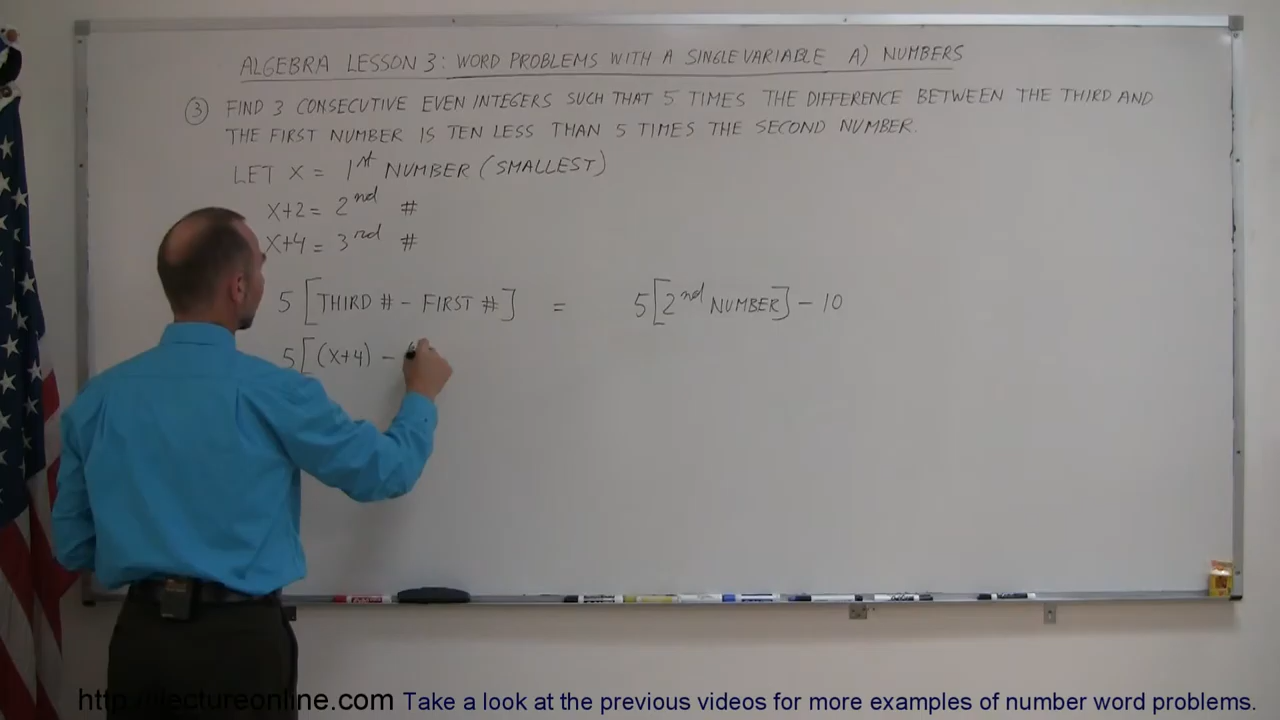 ALGEBRA LESSON 3: WORD PROBLEMS WITH A SINGLE VARIABLE A) NUMBERS
③ FIND 3 CONSECUTIVE EVEN INTEGERS SUCH THAT 5 TIMES THE DIFFERENCE BETWEEN THE THIRD AND
THE FIRST NUMBER IS TEN LESS THAN 5 TIMES THE SECOND NUMBER.
LET X = 1st NUMBER (SMALLEST)
X+2 = 2nd #
X+4 = 3rd #
5 [THIRD # - FIRST #] = 5[2nd NUMBER] - 10
5[(X+4) -
http://lectureonline.com Take a look at the previous videos for more examples of number word problems.